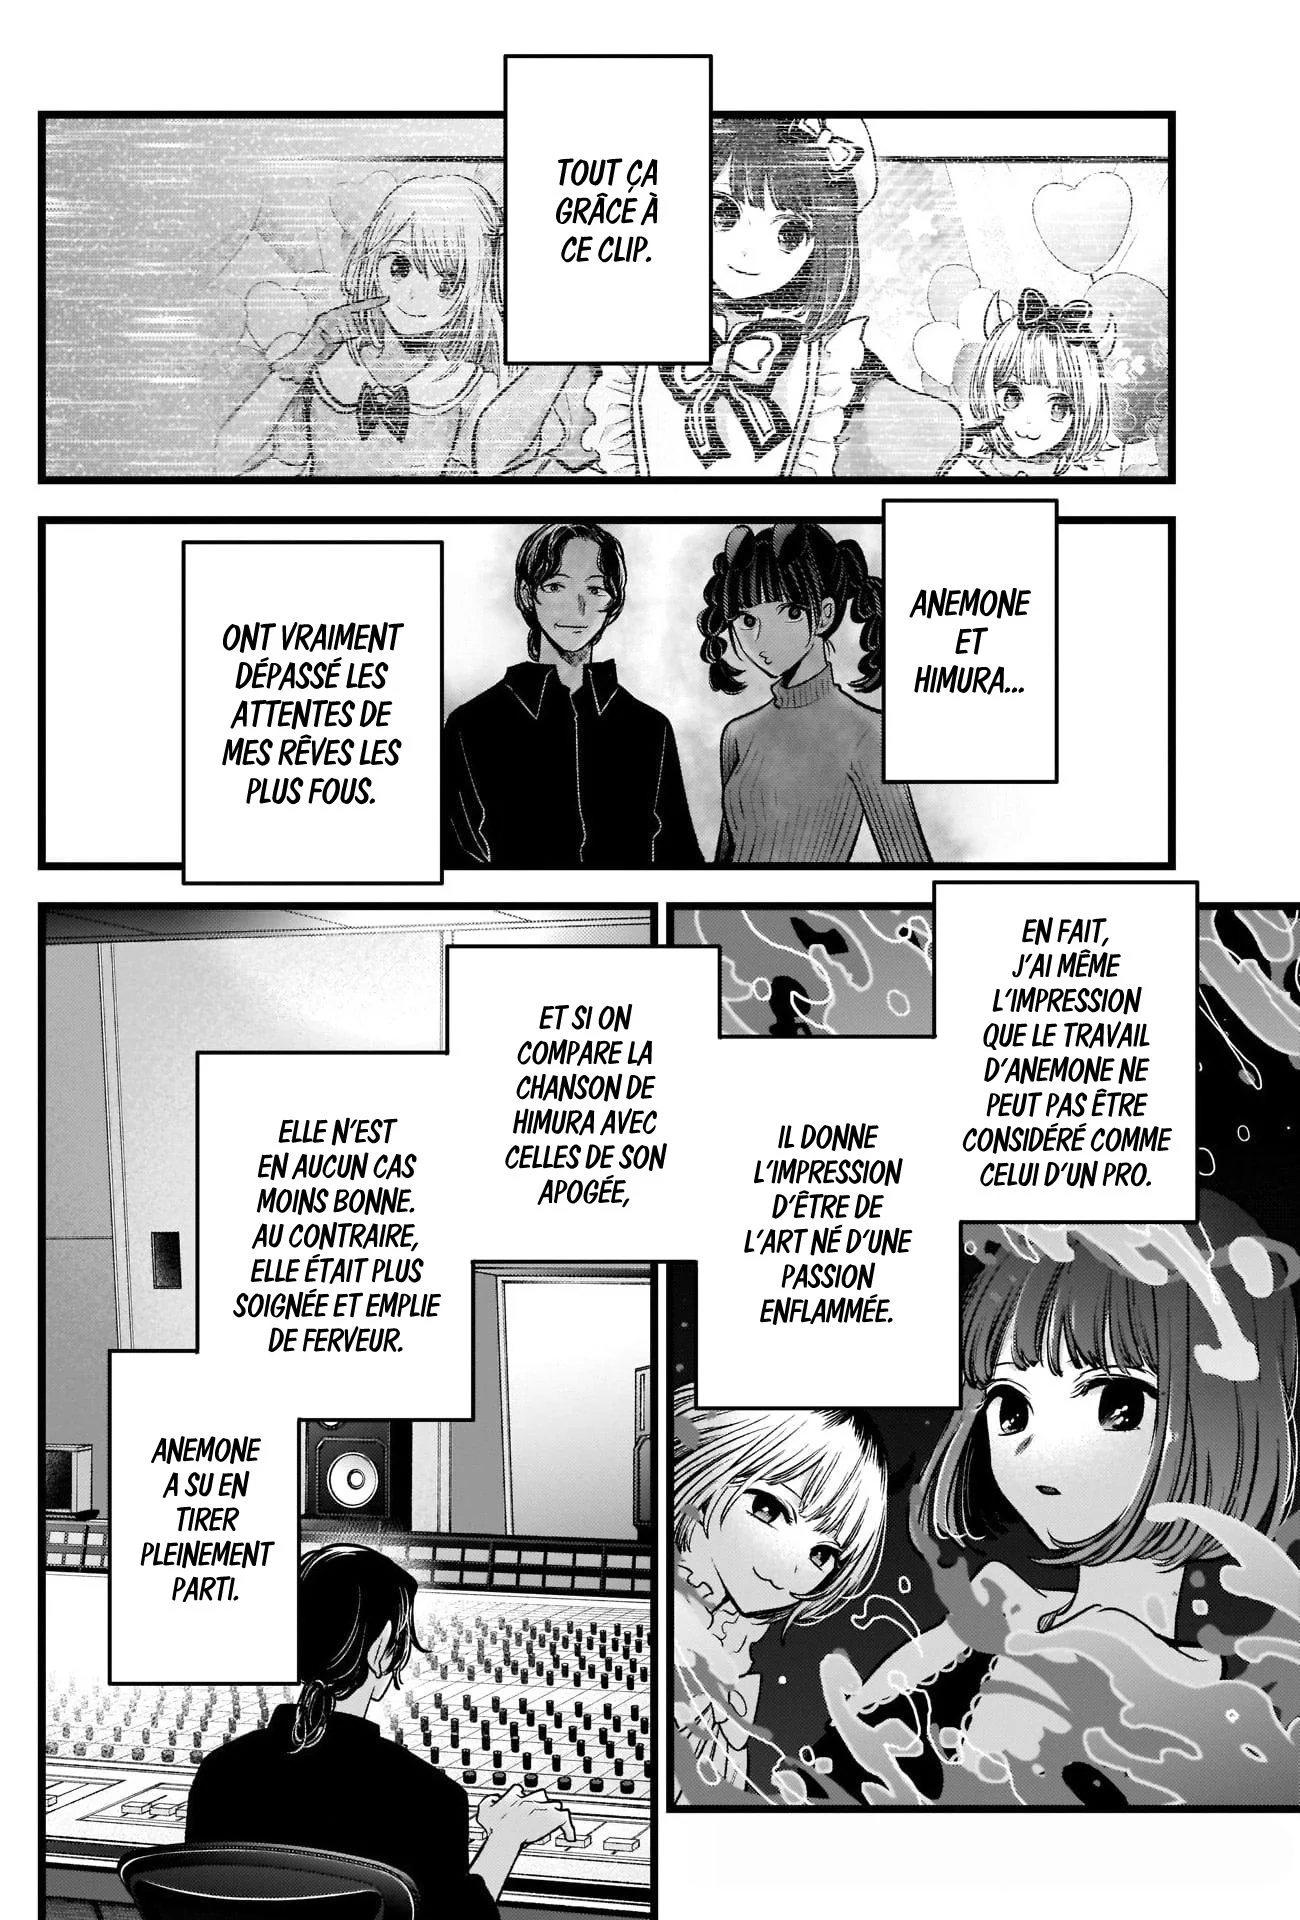 TOUT ÇA
GRÂCE À
CE CLIP.
ANEMONE
ET
HIMURA...
ONT VRAIMENT
DÉPASSÉ LES
ATTENTES DE
MES RÊVES LES
PLUS FOUS.
EN FAIT,
J'AI MÊME
L'IMPRESSION
QUE LE TRAVAIL
D'ANEMONE NE
PEUT PAS ÊTRE
CONSIDÉRÉ COMME
CELUI D'UN PRO.
IL DONNE
L'IMPRESSION
D'ÊTRE DE
L'ART NÉ D'UNE
PASSION
ENFLAMMÉE.
ET SI ON
COMPARE LA
CHANSON DE
HIMURA AVEC
CELLES DE SON
APOGÉE,
ELLE N'EST
EN AUCUN CAS
MOINS BONNE.
AU CONTRAIRE,
ELLE ÉTAIT PLUS
SOIGNÉE ET EMPLIE
DE FERVEUR.
ANEMONE
A SU EN
TIRER
PLEINEMENT
PARTI.